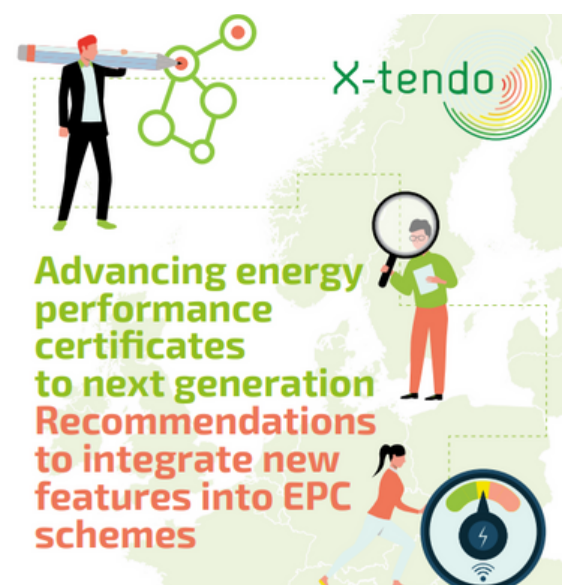 X-tendo
Advancing energy
performance
certificates
to next generation
Recommendations
to integrate new
features into EPC
schemes